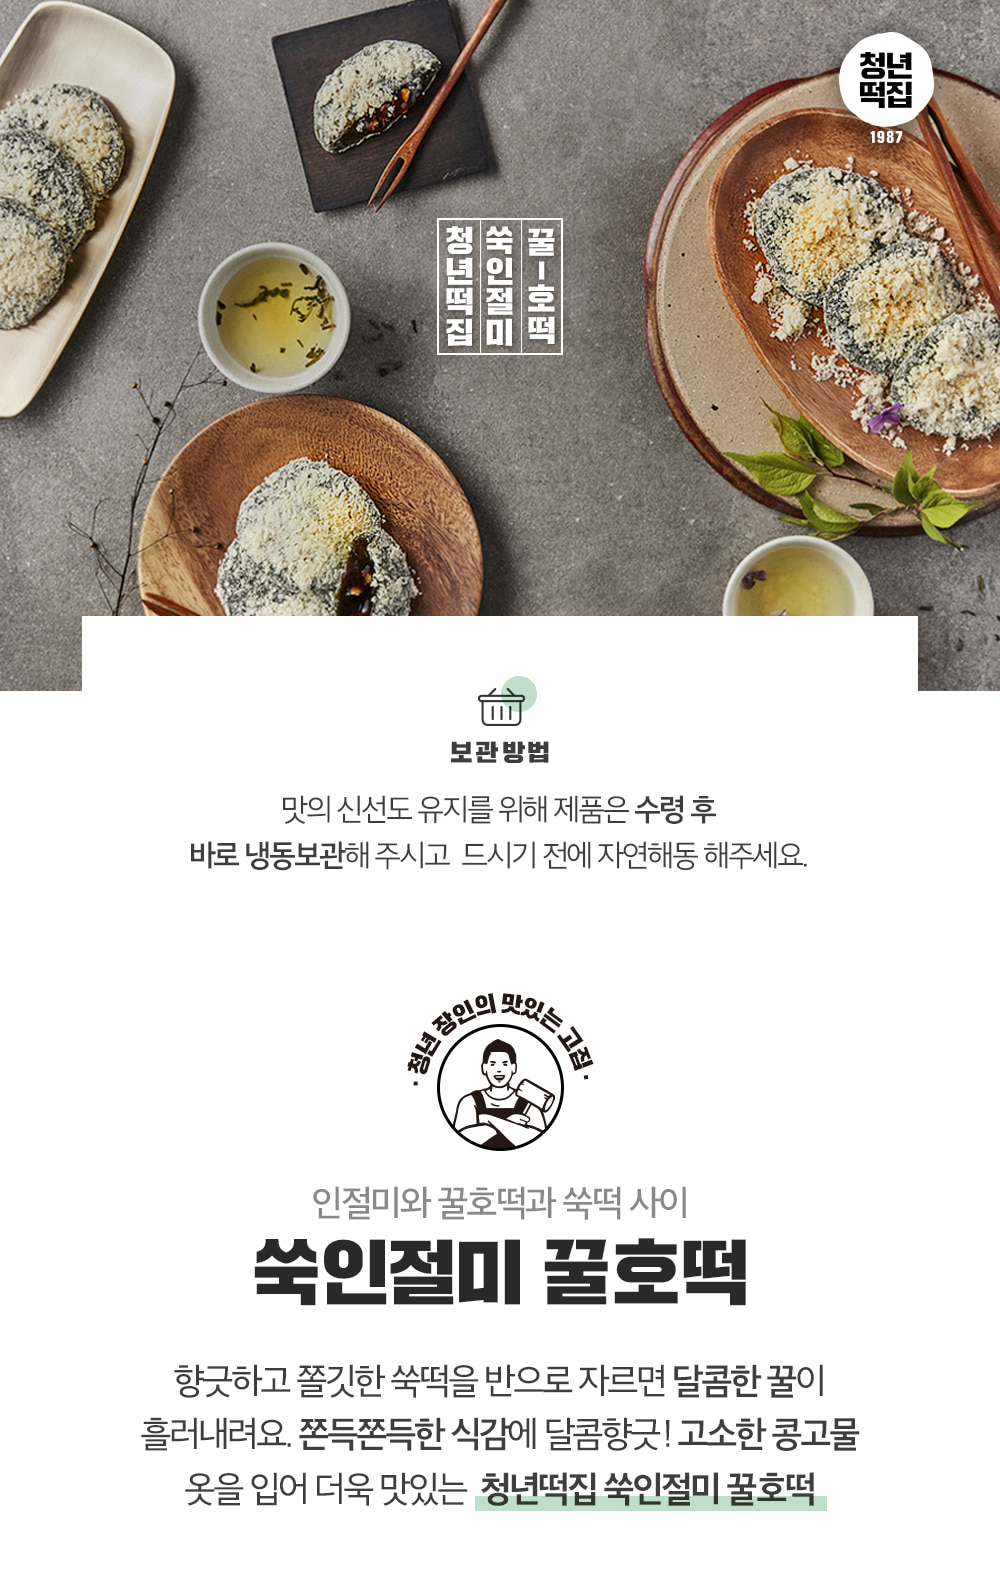 청년
떡집
1987
꿀-호떡
쑥인절미
청년떡집
보관방법
맛의 신선도 유지를 위해 제품은 수령 후
바로 냉동보관해 주시고 드시기 전에 자연해동 해주세요.
· 청년 장인의 맛있는 고집 ·
인절미와 꿀호떡과 쑥떡 사이
쑥인절미 꿀호떡
향긋하고 쫄깃한 쑥떡을 반으로 자르면 달콤한 꿀이
흘러내려요. 쫀득쫀득한 식감에 달콤향긋! 고소한 콩고물
옷을 입어 더욱 맛있는 청년떡집 쑥인절미 꿀호떡